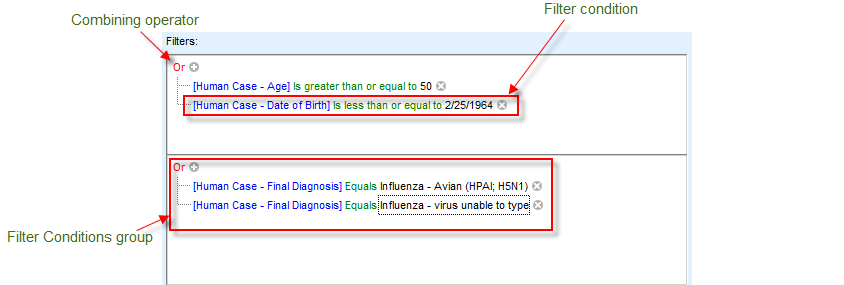 Combining operator
Filter condition
Filters:
Or
[Human Case - Age] Is greater than or equal to 50
[Human Case - Date of Birth] Is less than or equal to 2/25/1964
Or
[Human Case - Final Diagnosis] Equals Influenza - Avian (HPAI; H5N1)
[Human Case - Final Diagnosis] Equals Influenza - virus unable to type
Filter Conditions group